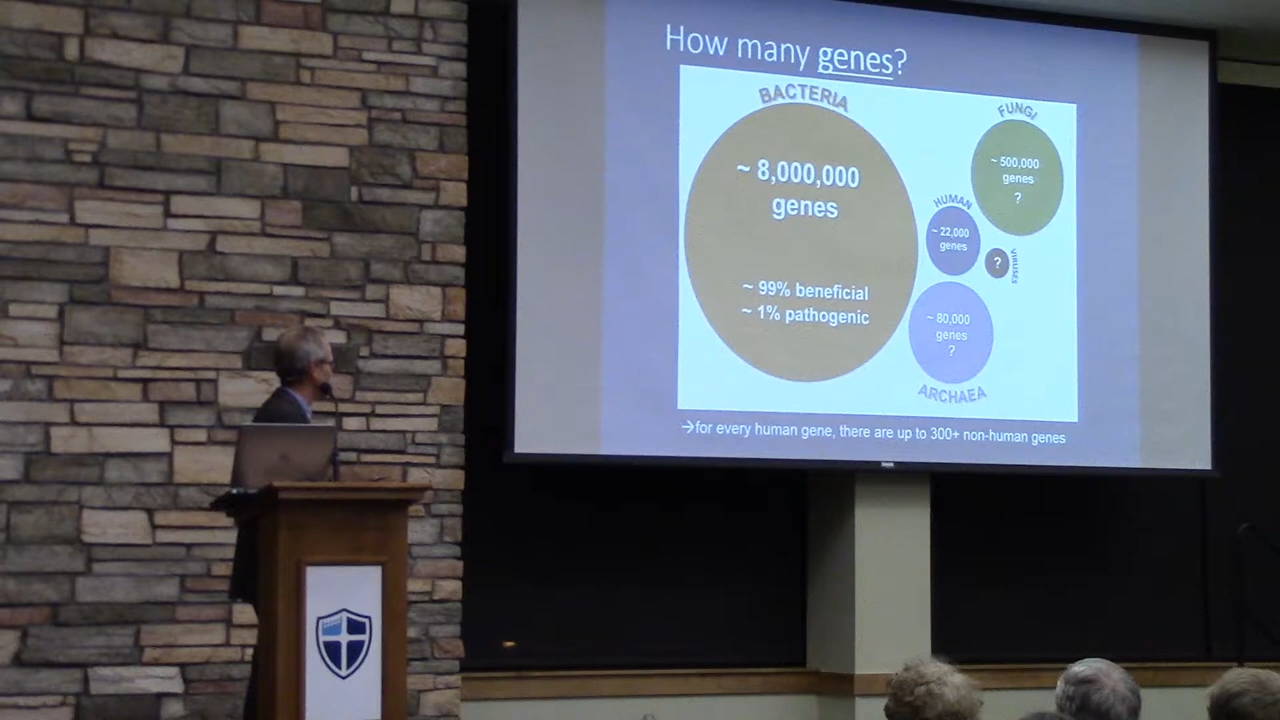 How many genes?
BACTERIA
~ 8,000,000
genes
~ 99% beneficial
~ 1% pathogenic
FUNGI
~ 500,000
genes
?
HUMAN
~ 22,000
genes
?
VIRUSES
~ 80,000
genes
?
ARCHAEA
→for every human gene, there are up to 300+ non-human genes